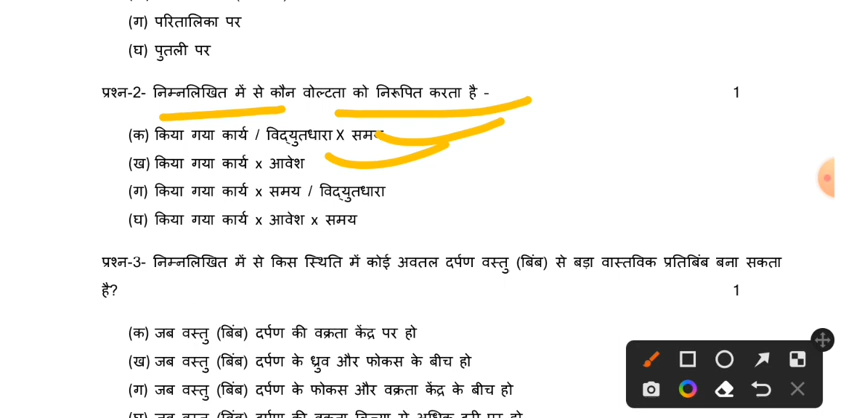 (ग) परितालिका पर
(घ) पुतली पर
प्रश्न-2- निम्नलिखित में से कौन वोल्टता को निरूपित करता है - 1
(क) किया गया कार्य / विद्युतधारा X समय
(ख) किया गया कार्य x आवेश
(ग) किया गया कार्य x समय / विद्युतधारा
(घ) किया गया कार्य x आवेश x समय
प्रश्न-3- निम्नलिखित में से किस स्थिति में कोई अवतल दर्पण वस्तु (बिंब) से बड़ा वास्तविक प्रतिबिंब बना सकता
है? 1
(क) जब वस्तु (बिंब) दर्पण की वक्रता केंद्र पर हो
(ख) जब वस्तु (बिंब) दर्पण के ध्रुव और फोकस के बीच हो
(ग) जब वस्तु (बिंब) दर्पण के फोकस और वक्रता केंद्र के बीच हो